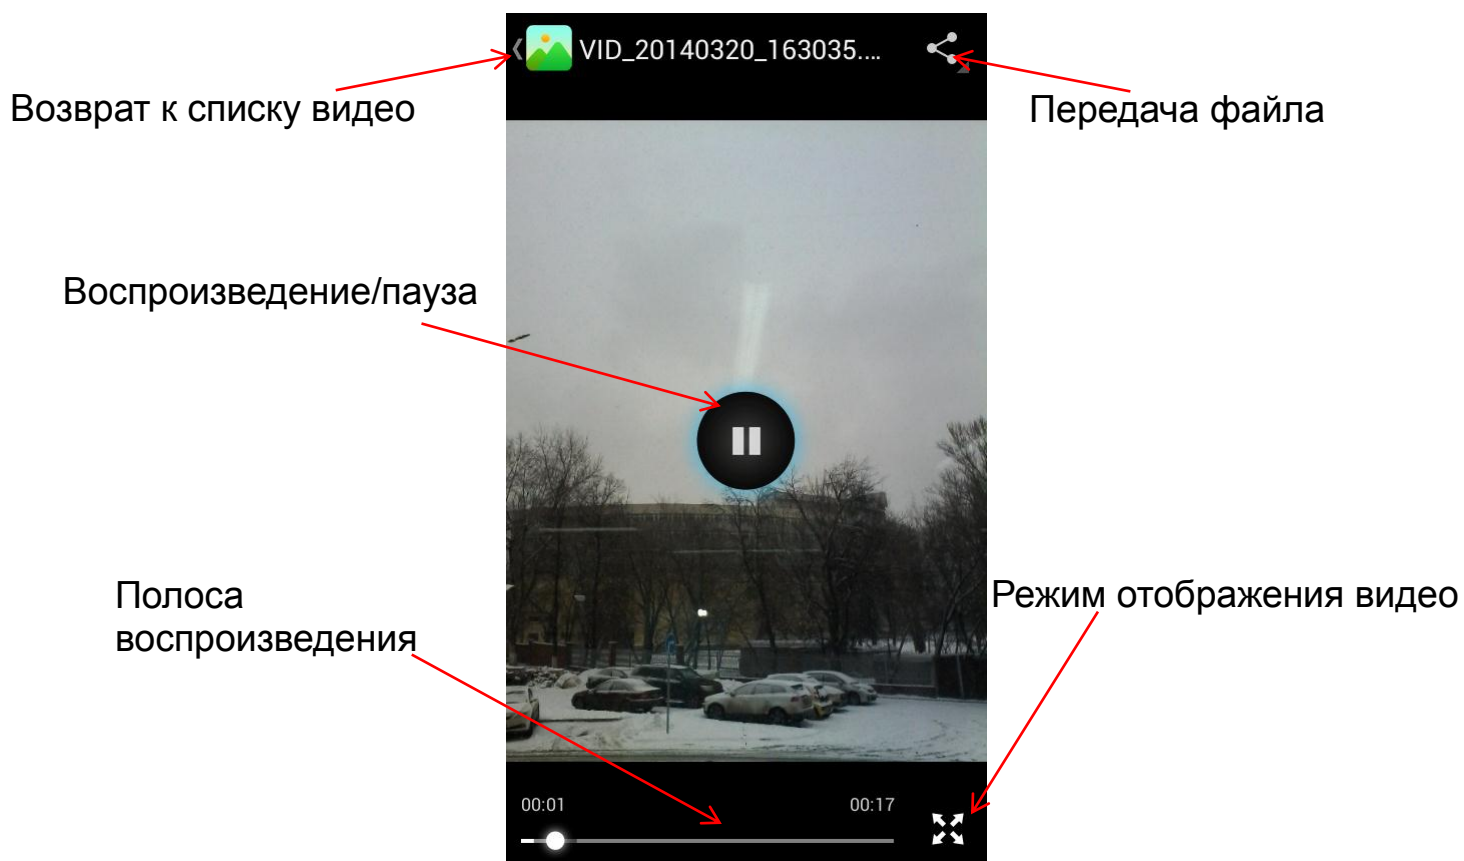 VID_20140320_163035....
Возврат к списку видео
Передача файла
Воспроизведение/пауза
Полоса
воспроизведения
Режим отображения видео
00:01
00:17